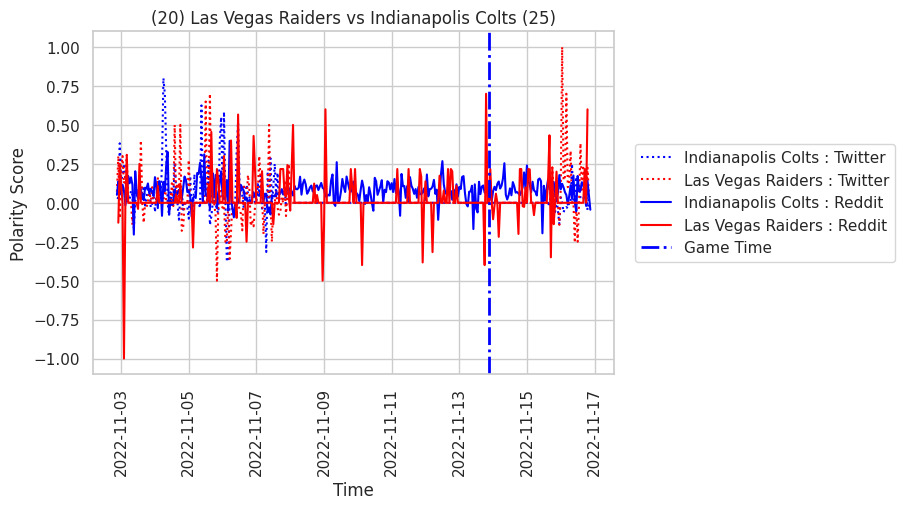 (20) Las Vegas Raiders vs Indianapolis Colts (25)
Polarity Score
1.00
0.75
0.50
0.25
0.00
−0.25
−0.50
−0.75
−1.00
2022-11-03
2022-11-05
2022-11-07
2022-11-09
2022-11-11
2022-11-13
2022-11-15
2022-11-17
Time
Indianapolis Colts : Twitter
Las Vegas Raiders : Twitter
Indianapolis Colts : Reddit
Las Vegas Raiders : Reddit
Game Time